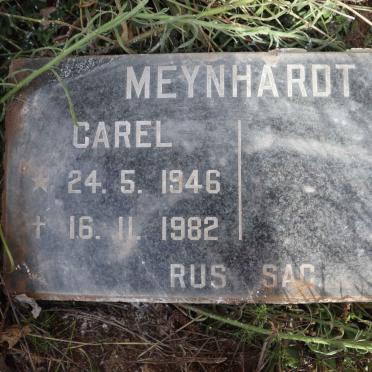 MEYNHARDT
CAREL
* 24. 5. 1946
† 16. 11. 1982
RUS SAG